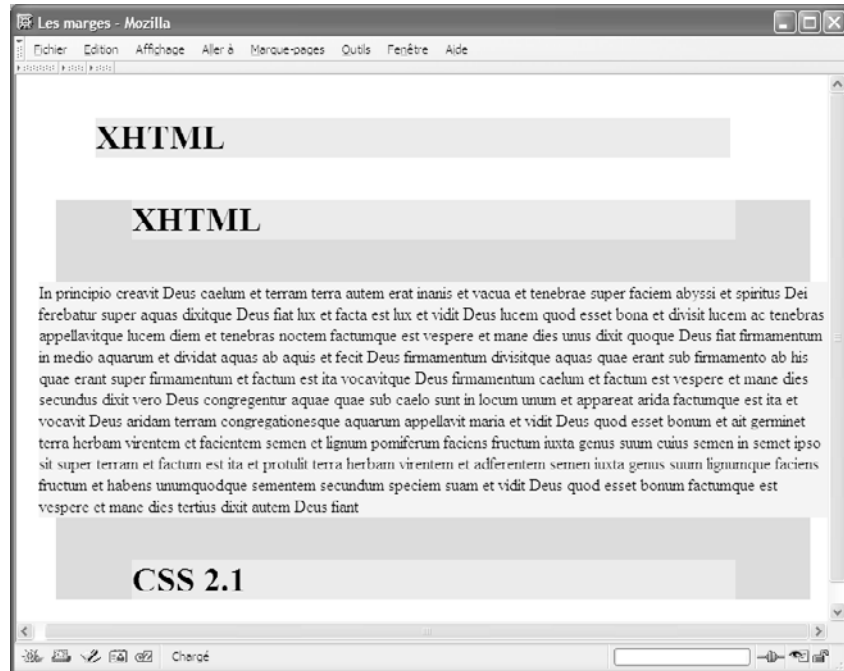 Les marges - Mozilla
Fichier Edition Affichage Aller à Marque-pages Outils Fenêtre Aide
XHTML
XHTML
In principio creavit Deus caelum et terram terra autem erat inanis et vacua et tenebrae super faciem abyssi et spiritus Dei
ferebatur super aquas dixitque Deus fiat lux et facta est lux et vidit Deus lucem quod esset bona et divisit lucem ac tenebras
appellavitque lucem diem et tenebras noctem factumque est vespere et mane dies unus dixit quoque Deus fiat firmamentum
in medio aquarum et dividat aquas ab aquis et fecit Deus firmamentum divisitque aquas quae erant sub firmamento ab his
quae erant super firmamentum et factum est ita vocavitque Deus firmamentum caelum et factum est vespere et mane dies
secundus dixit vero Deus congregentur aquae quae sub caelo sunt in locum unum et appareat arida factumque est ita et
vocavit Deus aridam terram congregationesque aquarum appellavit maria et vidit Deus quod esset bonum et ait germinet
terra herbam virentem et facientem semen et lignum pomiferum faciens fructum iuxta genus suum cuius semen in semet ipso
sit super terram et factum est ita et protulit terra herbam virentem et adferentem semen iuxta genus suum lignumque faciens
fructum et habens unumquodque sementem secundum speciem suam et vidit Deus quod esset bonum factumque est
vespere et mane dies tertius dixit autem Deus fiant
CSS 2.1
Chargé